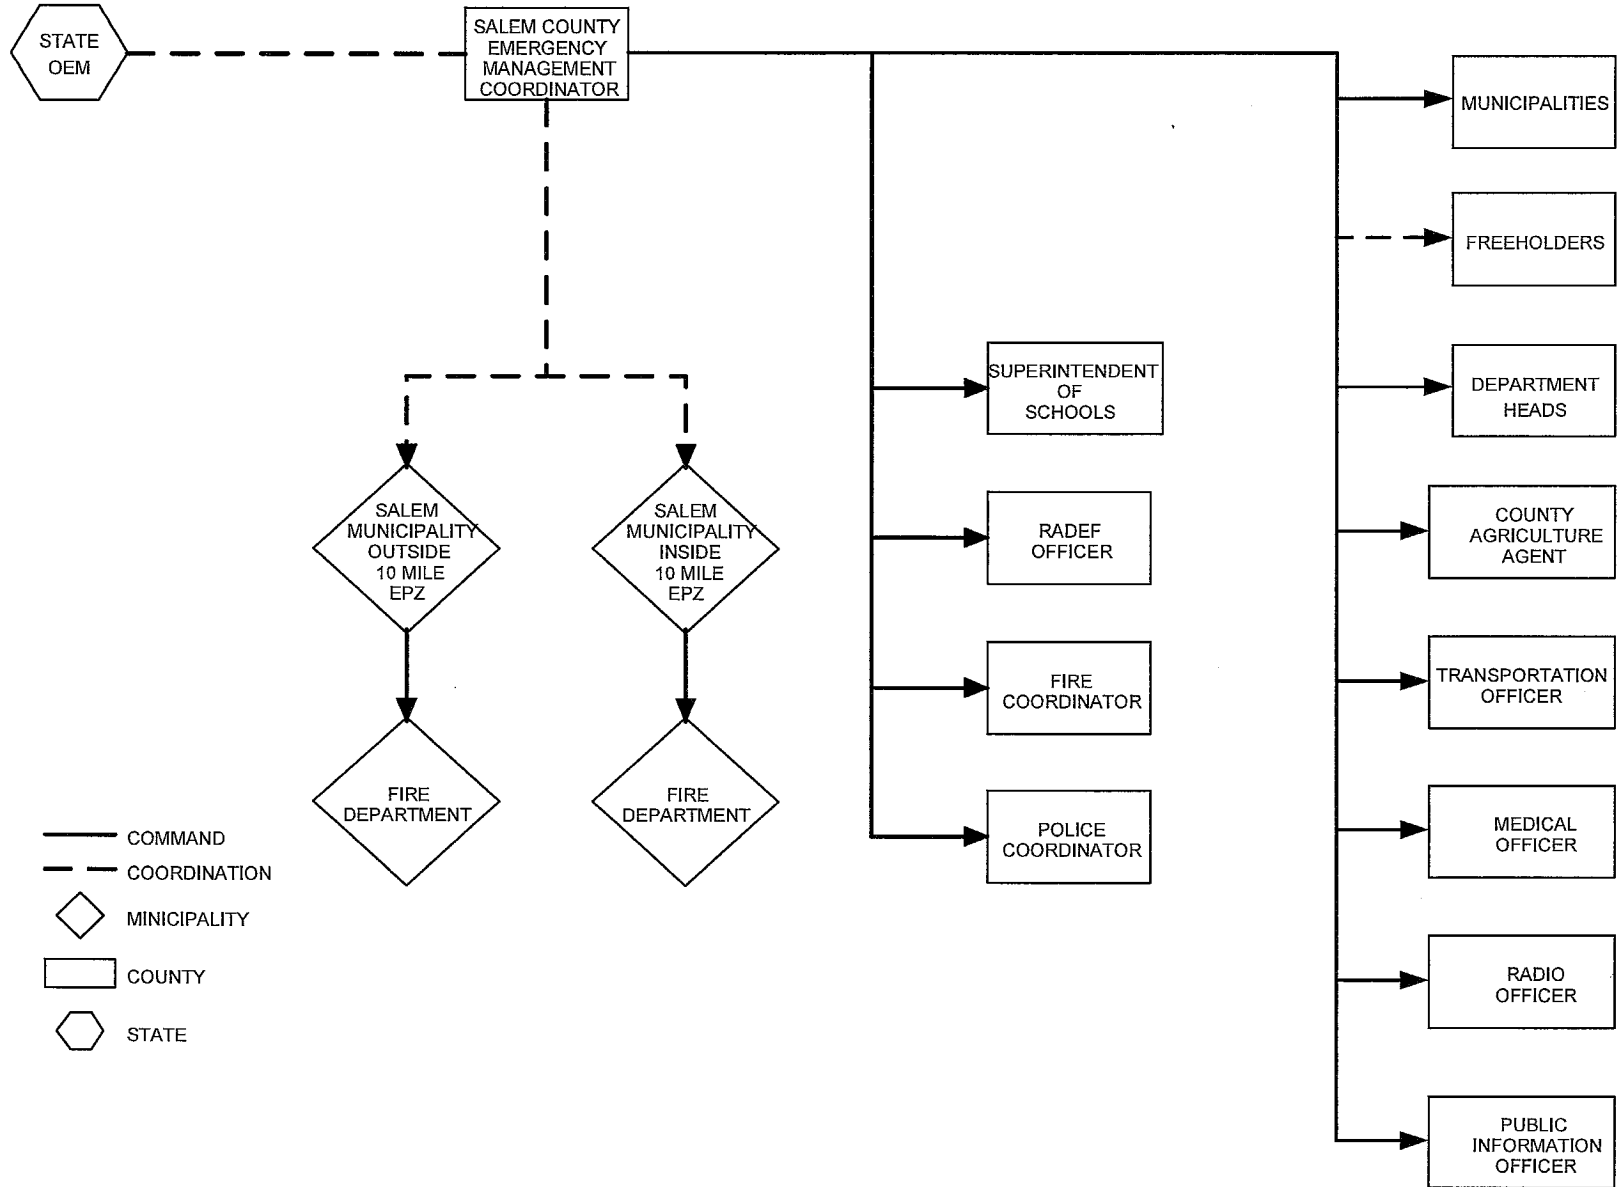 STATE
OEM
SALEM COUNTY
EMERGENCY
MANAGEMENT
COORDINATOR
MUNICIPALITIES
FREEHOLDERS
DEPARTMENT
HEADS
COUNTY
AGRICULTURE
AGENT
TRANSPORTATION
OFFICER
MEDICAL
OFFICER
RADIO
OFFICER
PUBLIC
INFORMATION
OFFICER
SUPERINTENDENT
OF
SCHOOLS
RADEF
OFFICER
FIRE
COORDINATOR
POLICE
COORDINATOR
SALEM
MUNICIPALITY
OUTSIDE
10 MILE
EPZ
SALEM
MUNICIPALITY
INSIDE
10 MILE
EPZ
FIRE
DEPARTMENT
FIRE
DEPARTMENT
COMMAND
COORDINATION
MINICIPALITY
COUNTY
STATE